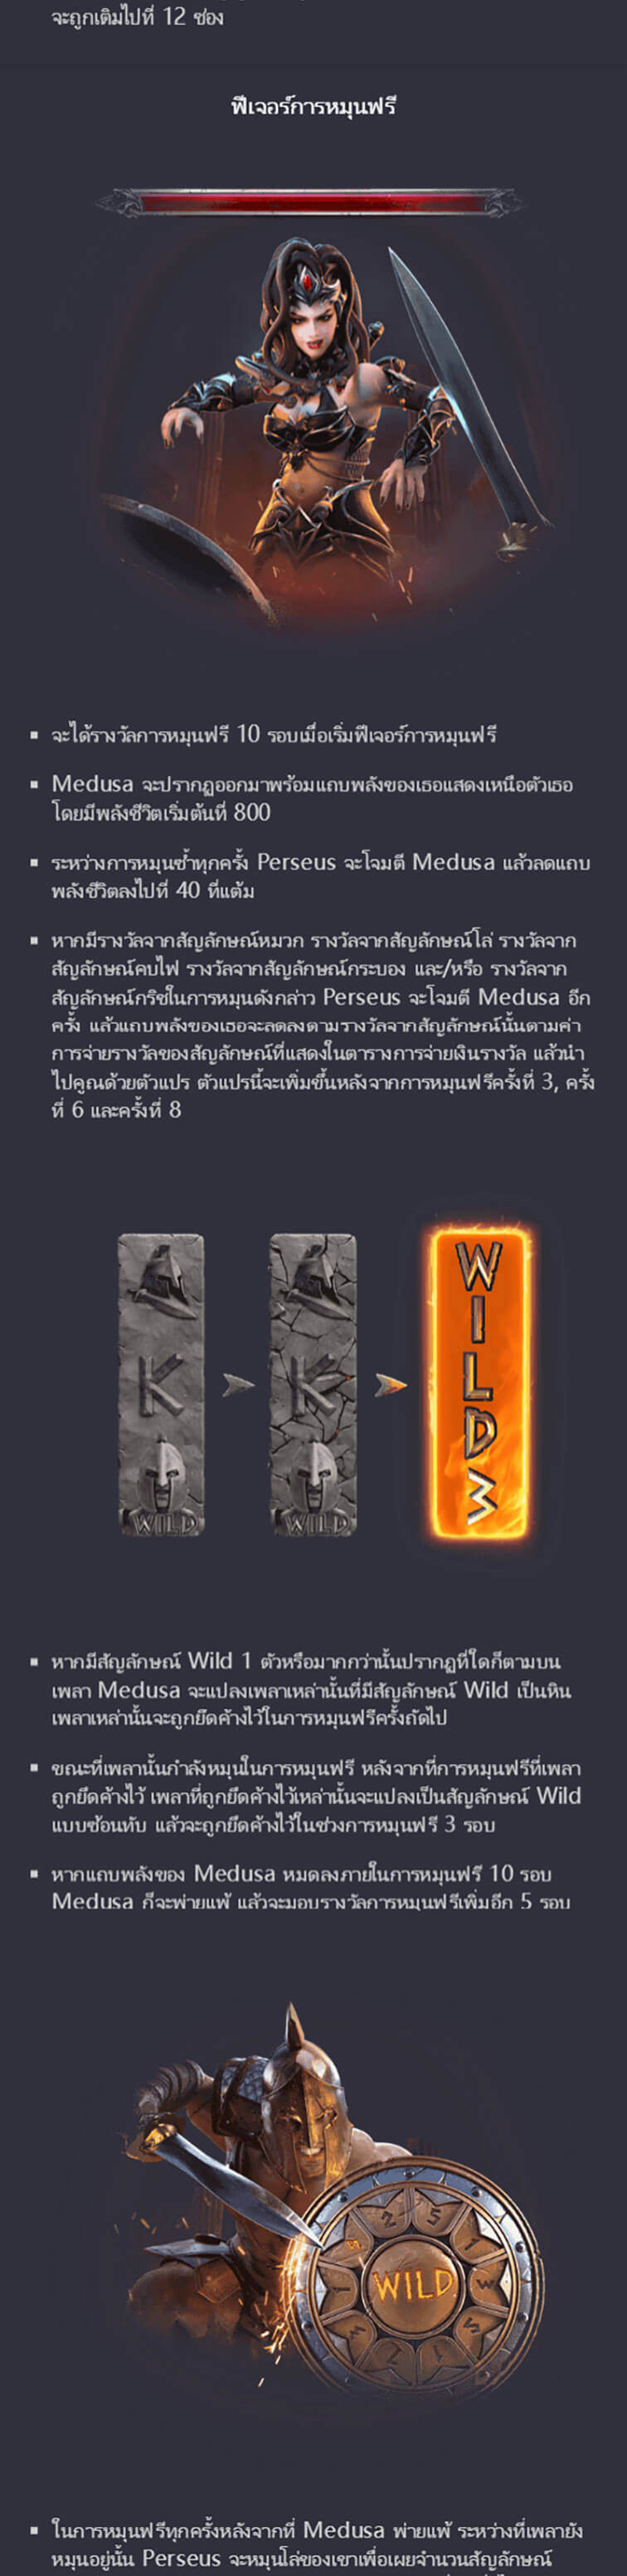 จะถูกเติมไปที่ 12 ช่อง
ฟีเจอร์การหมุนฟรี
▪ จะได้รางวัลการหมุนฟรี 10 รอบเมื่อเริ่มฟีเจอร์การหมุนฟรี
▪ Medusa จะปรากฏออกมาพร้อมแถบพลังของเธอแสดงเหนือตัวเธอ
โดยมีพลังชีวิตเริ่มต้นที่ 800
▪ ระหว่างการหมุนซ้ำทุกครั้ง Perseus จะโจมตี Medusa แล้วลดแถบ
พลังชีวิตลงไปที่ 40 ที่แต้ม
▪ หากมีรางวัลจากสัญลักษณ์หมวก รางวัลจากสัญลักษณ์โล่ รางวัลจาก
สัญลักษณ์คบไฟ รางวัลจากสัญลักษณ์กระบอง และ/หรือ รางวัลจาก
สัญลักษณ์กริชในการหมุนดังกล่าว Perseus จะโจมตี Medusa อีก
ครั้ง แล้วแถบพลังของเธอจะลดลงตามรางวัลจากสัญลักษณ์นั้นตามค่า
การจ่ายรางวัลของสัญลักษณ์ที่แสดงในตารางการจ่ายเงินรางวัล แล้วนำ
ไปคูณด้วยตัวแปร ตัวแปรนี้จะเพิ่มขึ้นหลังจากการหมุนฟรีครั้งที่ 3, ครั้ง
ที่ 6 และครั้งที่ 8
K K WILD
WILD WILD 3
▪ หากมีสัญลักษณ์ Wild 1 ตัวหรือมากกว่านั้นปรากฏที่ใดก็ตามบน
เพลา Medusa จะแปลงเพลาเหล่านั้นที่มีสัญลักษณ์ Wild เป็นหิน
เพลาเหล่านั้นจะถูกยึดค้างไว้ในการหมุนฟรีครั้งถัดไป
▪ ขณะที่เพลานั้นกำลังหมุนในการหมุนฟรี หลังจากที่การหมุนฟรีที่เพลา
ถูกยึดค้างไว้ เพลาที่ถูกยึดค้างไว้เหล่านั้นจะแปลงเป็นสัญลักษณ์ Wild
แบบซ้อนทับ แล้วจะถูกยึดค้างไว้ในช่วงการหมุนฟรี 3 รอบ
▪ หากแถบพลังของ Medusa หมดลงภายในการหมุนฟรี 10 รอบ
Medusa ก็จะพ่ายแพ้ แล้วจะมอบรางวัลการหมุนฟรีเพิ่มอีก 5 รอบ
WILD
▪ ในการหมุนฟรีทุกครั้งหลังจากที่ Medusa พ่ายแพ้ ระหว่างที่เพลายัง
หมุนอยู่นั้น Perseus จะหมุนโล่ของเขาเพื่อเผยจำนวนสัญลักษณ์